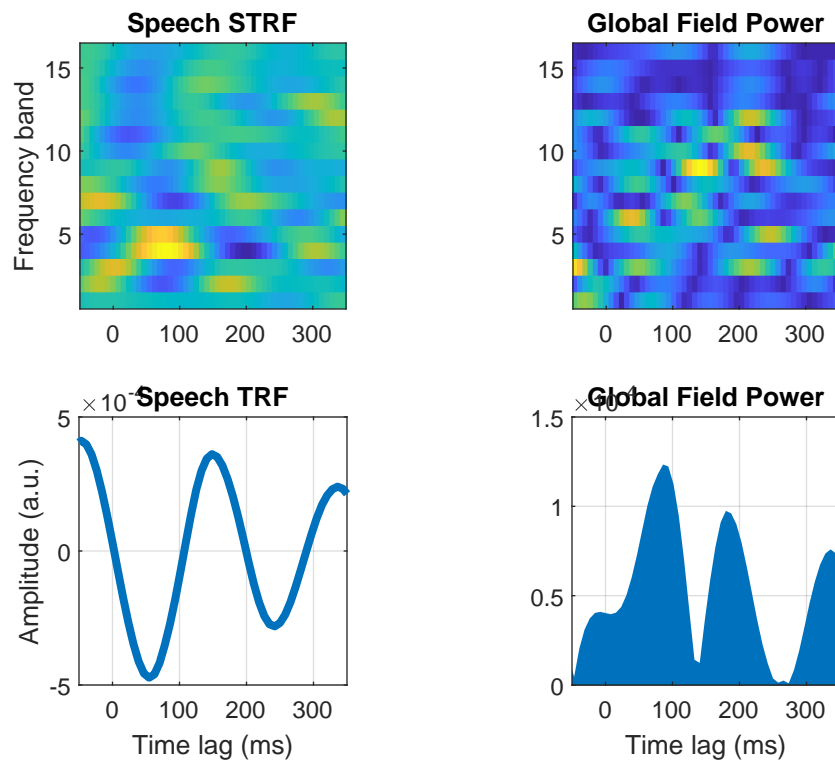 Speech STRF
15
10
5
Frequency band
0 100 200 300
Global Field Power
15
10
5
0 100 200 300
Speech TRF
× 10-4
5
0
-5
Amplitude (a.u.)
0 100 200 300
Time lag (ms)
Global Field Power
1.5
1
0.5
0
0 100 200 300
Time lag (ms)